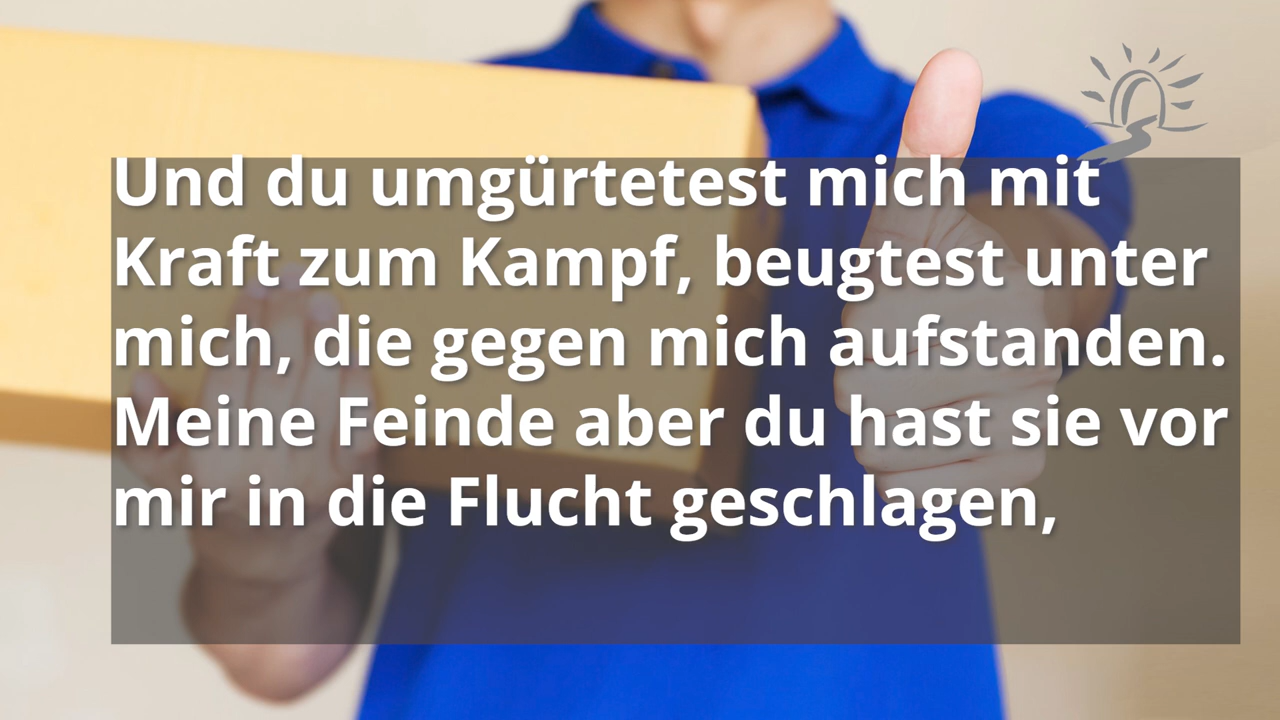 Und du umgürtetest mich mit
Kraft zum Kampf, beugtest unter
mich, die gegen mich aufstanden.
Meine Feinde aber du hast sie vor
mir in die Flucht geschlagen,